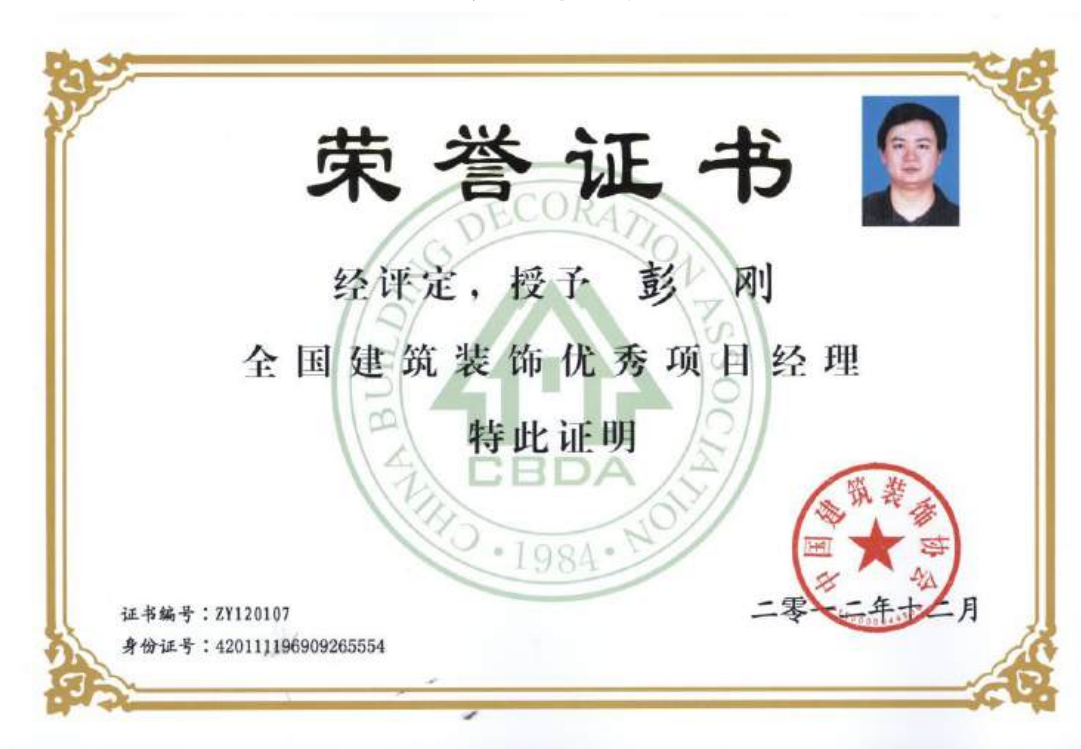 荣誉证书
经评定，授予 彭 刚
全国建筑装饰优秀项目经理
特此证明
CHINA BUILDING DECORATION ASSOCIATION
CBDA
·1984·
中国建筑装饰协会
二零一二年十二月
证书编号：ZY120107
身份证号：420111196909265554